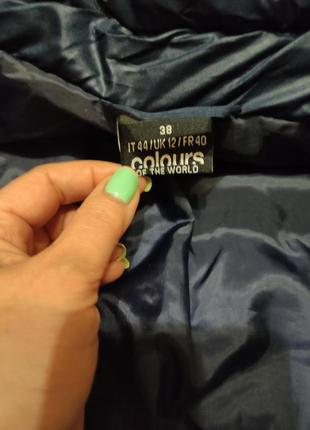 38
IT 44/UK 12/FR 40
colours
OF THE WORLD